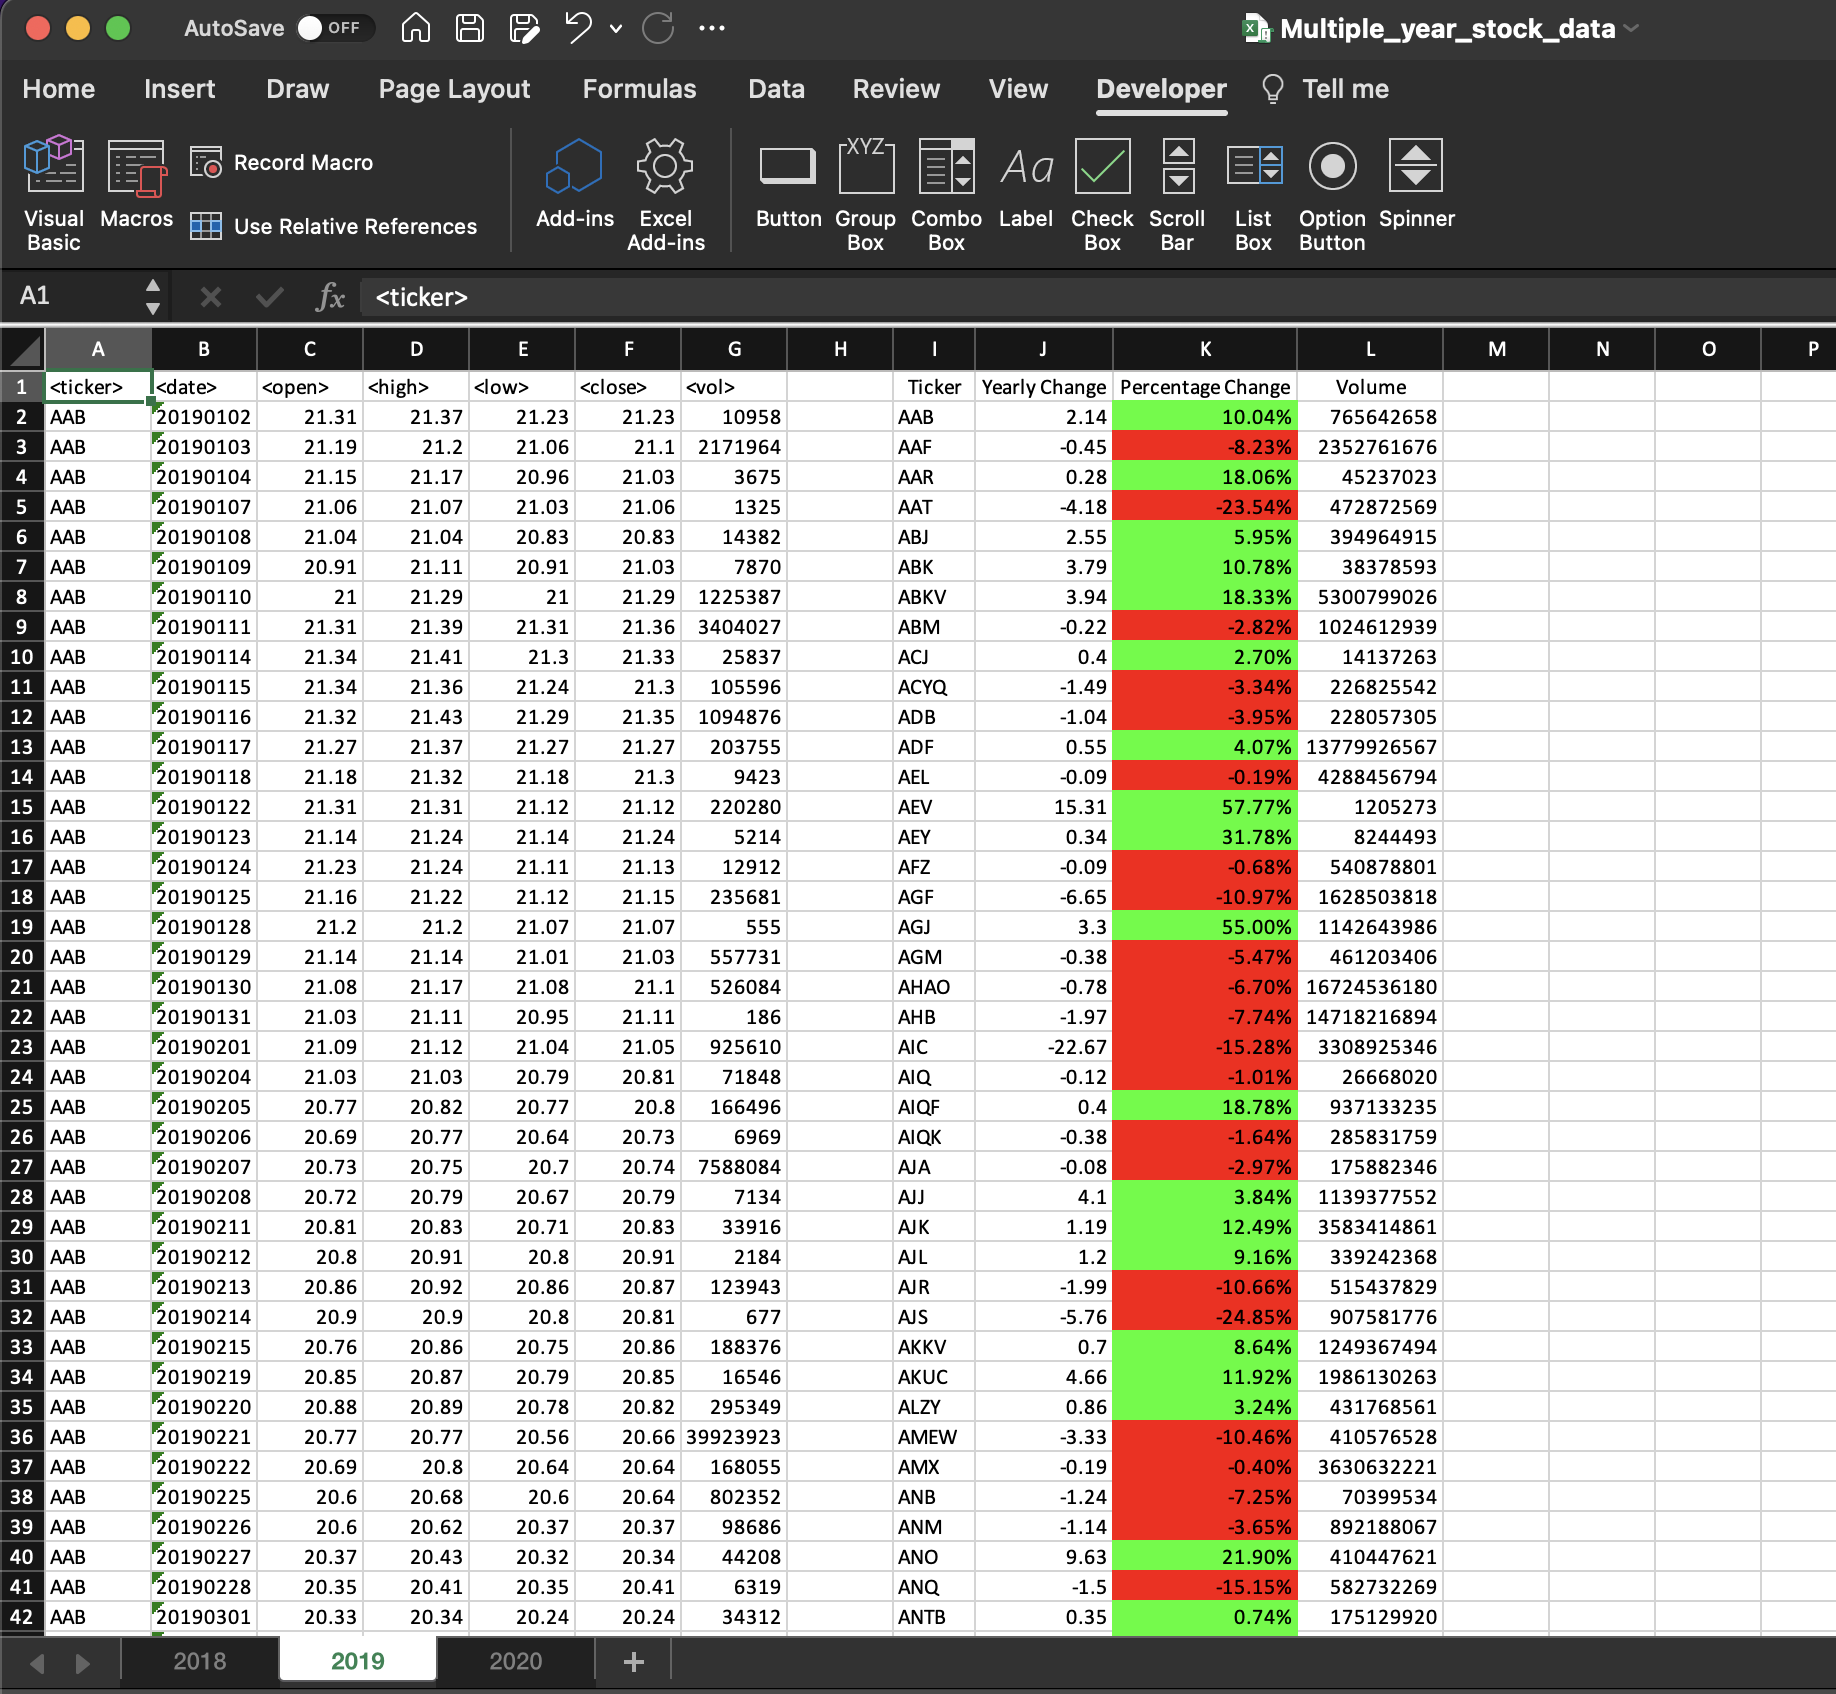 AutoSave OFF Multiple_year_stock_data
Home Insert Draw Page Layout Formulas Data Review View Developer Tell me
Visual Basic Macros Record Macro Use Relative References Add-ins Excel Add-ins XYZ Aa Button Group Box Combo Box Label Check Box Scroll Bar List Box Option Button Spinner
A1 fx <ticker>
A B C D E F G H I J K L M N O P
1 <ticker> <date> <open> <high> <low> <close> <vol> Ticker Yearly Change Percentage Change Volume
2 AAB 20190102 21.31 21.37 21.23 21.23 10958 AAB 2.14 10.04% 765642658
3 AAB 20190103 21.19 21.2 21.06 21.1 2171964 AAF -0.45 -8.23% 2352761676
4 AAB 20190104 21.15 21.17 20.96 21.03 3675 AAR 0.28 18.06% 45237023
5 AAB 20190107 21.06 21.07 21.03 21.06 1325 AAT -4.18 -23.54% 472872569
6 AAB 20190108 21.04 21.04 20.83 20.83 14382 ABJ 2.55 5.95% 394964915
7 AAB 20190109 20.91 21.11 20.91 21.03 7870 ABK 3.79 10.78% 38378593
8 AAB 20190110 21 21.29 21 21.29 1225387 ABKV 3.94 18.33% 5300799026
9 AAB 20190111 21.31 21.39 21.31 21.36 3404027 ABM -0.22 -2.82% 1024612939
10 AAB 20190114 21.34 21.41 21.3 21.33 25837 ACJ 0.4 2.70% 14137263
11 AAB 20190115 21.34 21.36 21.24 21.3 105596 ACYQ -1.49 -3.34% 226825542
12 AAB 20190116 21.32 21.43 21.29 21.35 1094876 ADB -1.04 -3.95% 228057305
13 AAB 20190117 21.27 21.37 21.27 21.27 203755 ADF 0.55 4.07% 13779926567
14 AAB 20190118 21.18 21.32 21.18 21.3 9423 AEL -0.09 -0.19% 4288456794
15 AAB 20190122 21.31 21.31 21.12 21.12 220280 AEV 15.31 57.77% 1205273
16 AAB 20190123 21.14 21.24 21.14 21.24 5214 AEY 0.34 31.78% 8244493
17 AAB 20190124 21.23 21.24 21.11 21.13 12912 AFZ -0.09 -0.68% 540878801
18 AAB 20190125 21.16 21.22 21.12 21.15 235681 AGF -6.65 -10.97% 1628503818
19 AAB 20190128 21.2 21.2 21.07 21.07 555 AGJ 3.3 55.00% 1142643986
20 AAB 20190129 21.14 21.14 21.01 21.03 557731 AGM -0.38 -5.47% 461203406
21 AAB 20190130 21.08 21.17 21.08 21.1 526084 AHAO -0.78 -6.70% 16724536180
22 AAB 20190131 21.03 21.11 20.95 21.11 186 AHB -1.97 -7.74% 14718216894
23 AAB 20190201 21.09 21.12 21.04 21.05 925610 AIC -22.67 -15.28% 3308925346
24 AAB 20190204 21.03 21.03 20.79 20.81 71848 AIQ -0.12 -1.01% 26668020
25 AAB 20190205 20.77 20.82 20.77 20.8 166496 AIQF 0.4 18.78% 937133235
26 AAB 20190206 20.69 20.77 20.64 20.73 6969 AIQK -0.38 -1.64% 285831759
27 AAB 20190207 20.73 20.75 20.7 20.74 7588084 AJA -0.08 -2.97% 175882346
28 AAB 20190208 20.72 20.79 20.67 20.79 7134 AJJ 4.1 3.84% 1139377552
29 AAB 20190211 20.81 20.83 20.71 20.83 33916 AJK 1.19 12.49% 3583414861
30 AAB 20190212 20.8 20.91 20.8 20.91 2184 AJL 1.2 9.16% 339242368
31 AAB 20190213 20.86 20.92 20.86 20.87 123943 AJR -1.99 -10.66% 515437829
32 AAB 20190214 20.9 20.9 20.8 20.81 677 AJS -5.76 -24.85% 907581776
33 AAB 20190215 20.76 20.86 20.75 20.86 188376 AKKV 0.7 8.64% 1249367494
34 AAB 20190219 20.85 20.87 20.79 20.85 16546 AKUC 4.66 11.92% 1986130263
35 AAB 20190220 20.88 20.89 20.78 20.82 295349 ALZY 0.86 3.24% 431768561
36 AAB 20190221 20.77 20.77 20.56 20.66 39923923 AMEW -3.33 -10.46% 410576528
37 AAB 20190222 20.69 20.8 20.64 20.64 168055 AMX -0.19 -0.40% 3630632221
38 AAB 20190225 20.6 20.68 20.6 20.64 802352 ANB -1.24 -7.25% 70399534
39 AAB 20190226 20.6 20.62 20.37 20.37 98686 ANM -1.14 -3.65% 892188067
40 AAB 20190227 20.37 20.43 20.32 20.34 44208 ANO 9.63 21.90% 410447621
41 AAB 20190228 20.35 20.41 20.35 20.41 6319 ANQ -1.5 -15.15% 582732269
42 AAB 20190301 20.33 20.34 20.24 20.24 34312 ANTB 0.35 0.74% 175129920
2018 2019 2020 +